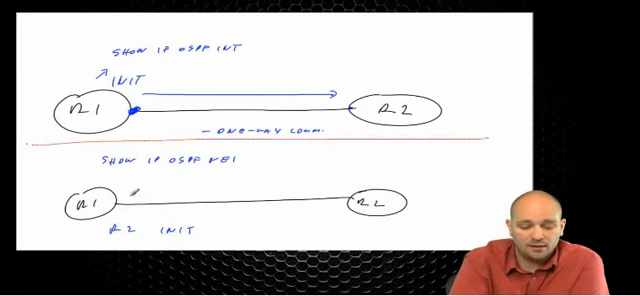 SHOW IP OSPF INT
INIT
R1
R2
- ONE-WAY COMM.
SHOW IP OSPF NEI
R1
R2
R2 INIT